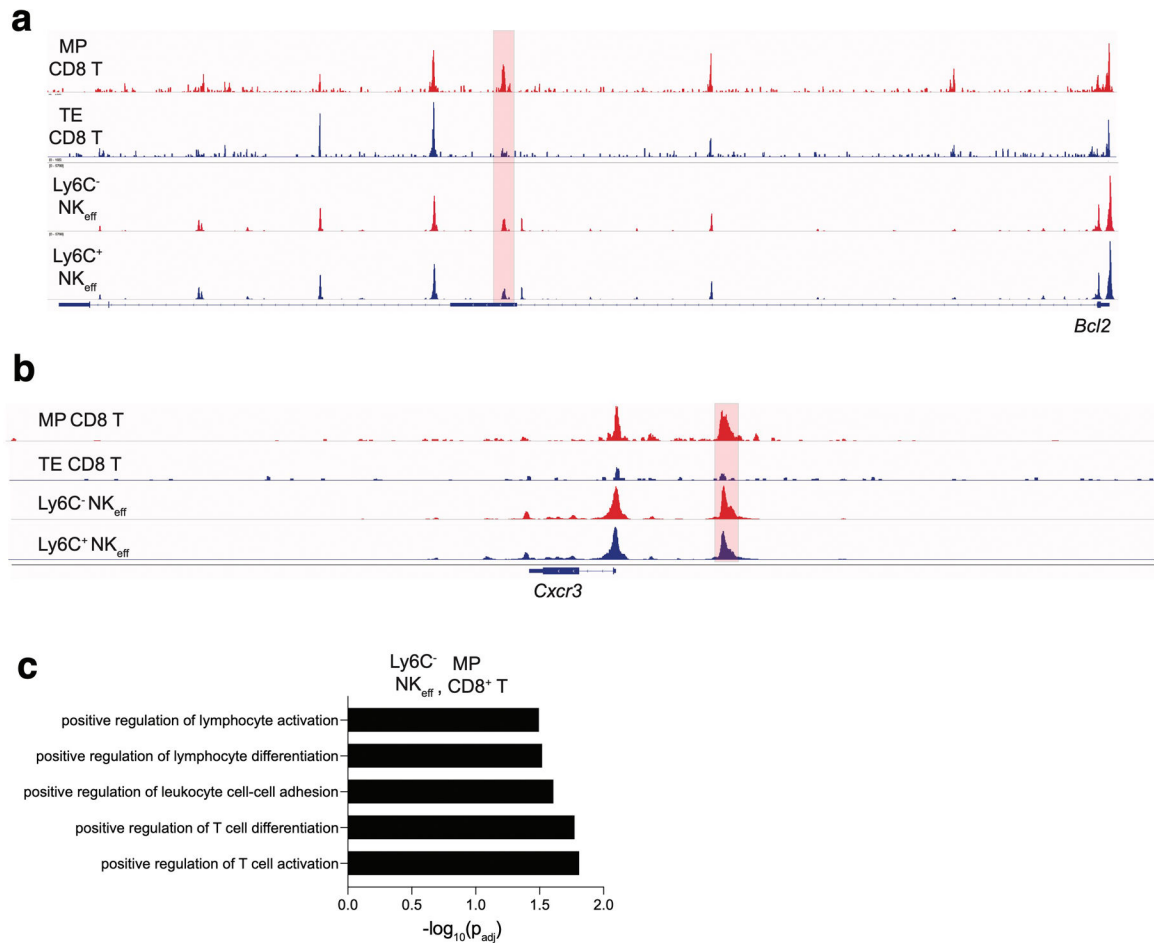 a
MP
CD8 T
TE
CD8 T
Ly6C-
NKeff
Ly6C+
NKeff
Bcl2
b
MP CD8 T
TE CD8 T
Ly6C- NKeff
Ly6C+ NKeff
Cxcr3
c
Ly6C- MP
NKeff , CD8+ T
positive regulation of lymphocyte activation
positive regulation of lymphocyte differentiation
positive regulation of leukocyte cell-cell adhesion
positive regulation of T cell differentiation
positive regulation of T cell activation
0.0 0.5 1.0 1.5 2.0
-log10(padj)